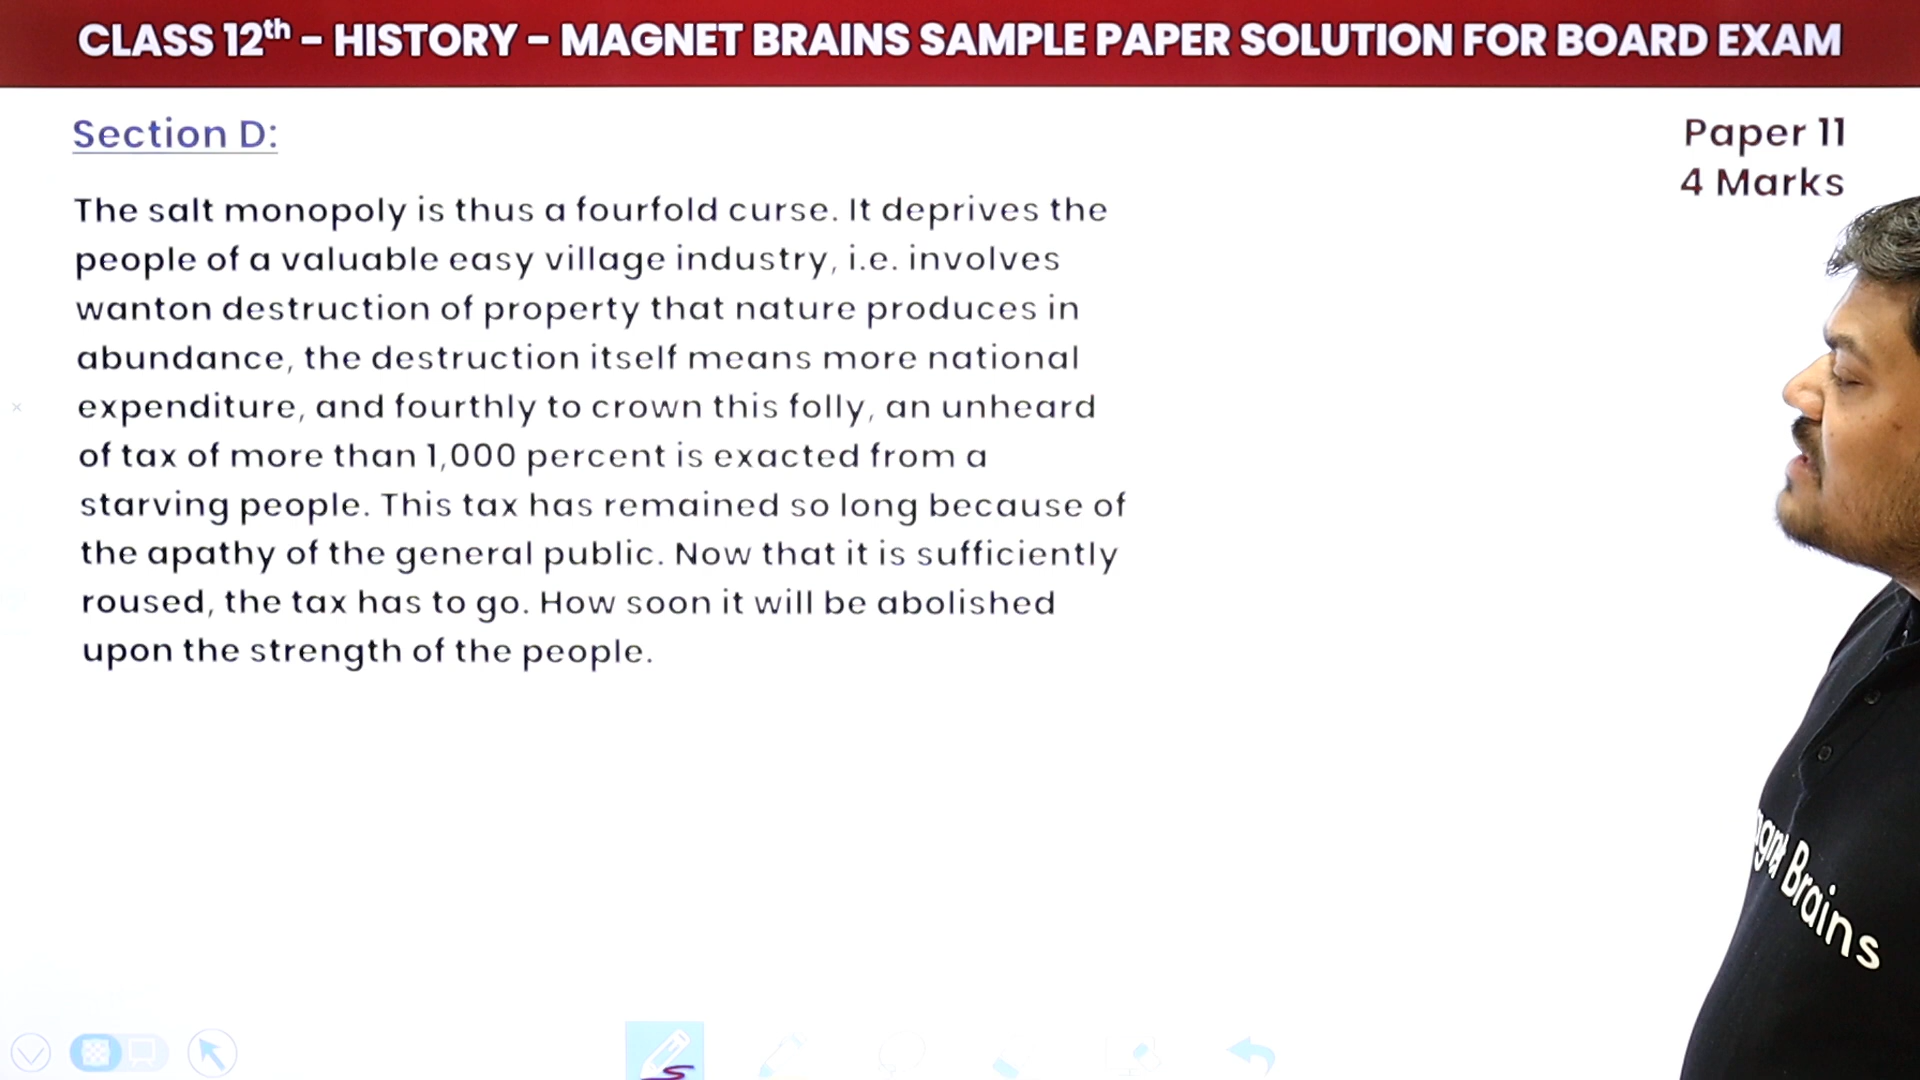 CLASS 12th - HISTORY - MAGNET BRAINS SAMPLE PAPER SOLUTION FOR BOARD EXAM
Section D:
Paper 11
4 Marks
The salt monopoly is thus a fourfold curse. It deprives the
people of a valuable easy village industry, i.e. involves
wanton destruction of property that nature produces in
abundance, the destruction itself means more national
expenditure, and fourthly to crown this folly, an unheard
of tax of more than 1,000 percent is exacted from a
starving people. This tax has remained so long because of
the apathy of the general public. Now that it is sufficiently
roused, the tax has to go. How soon it will be abolished
upon the strength of the people.
Brains